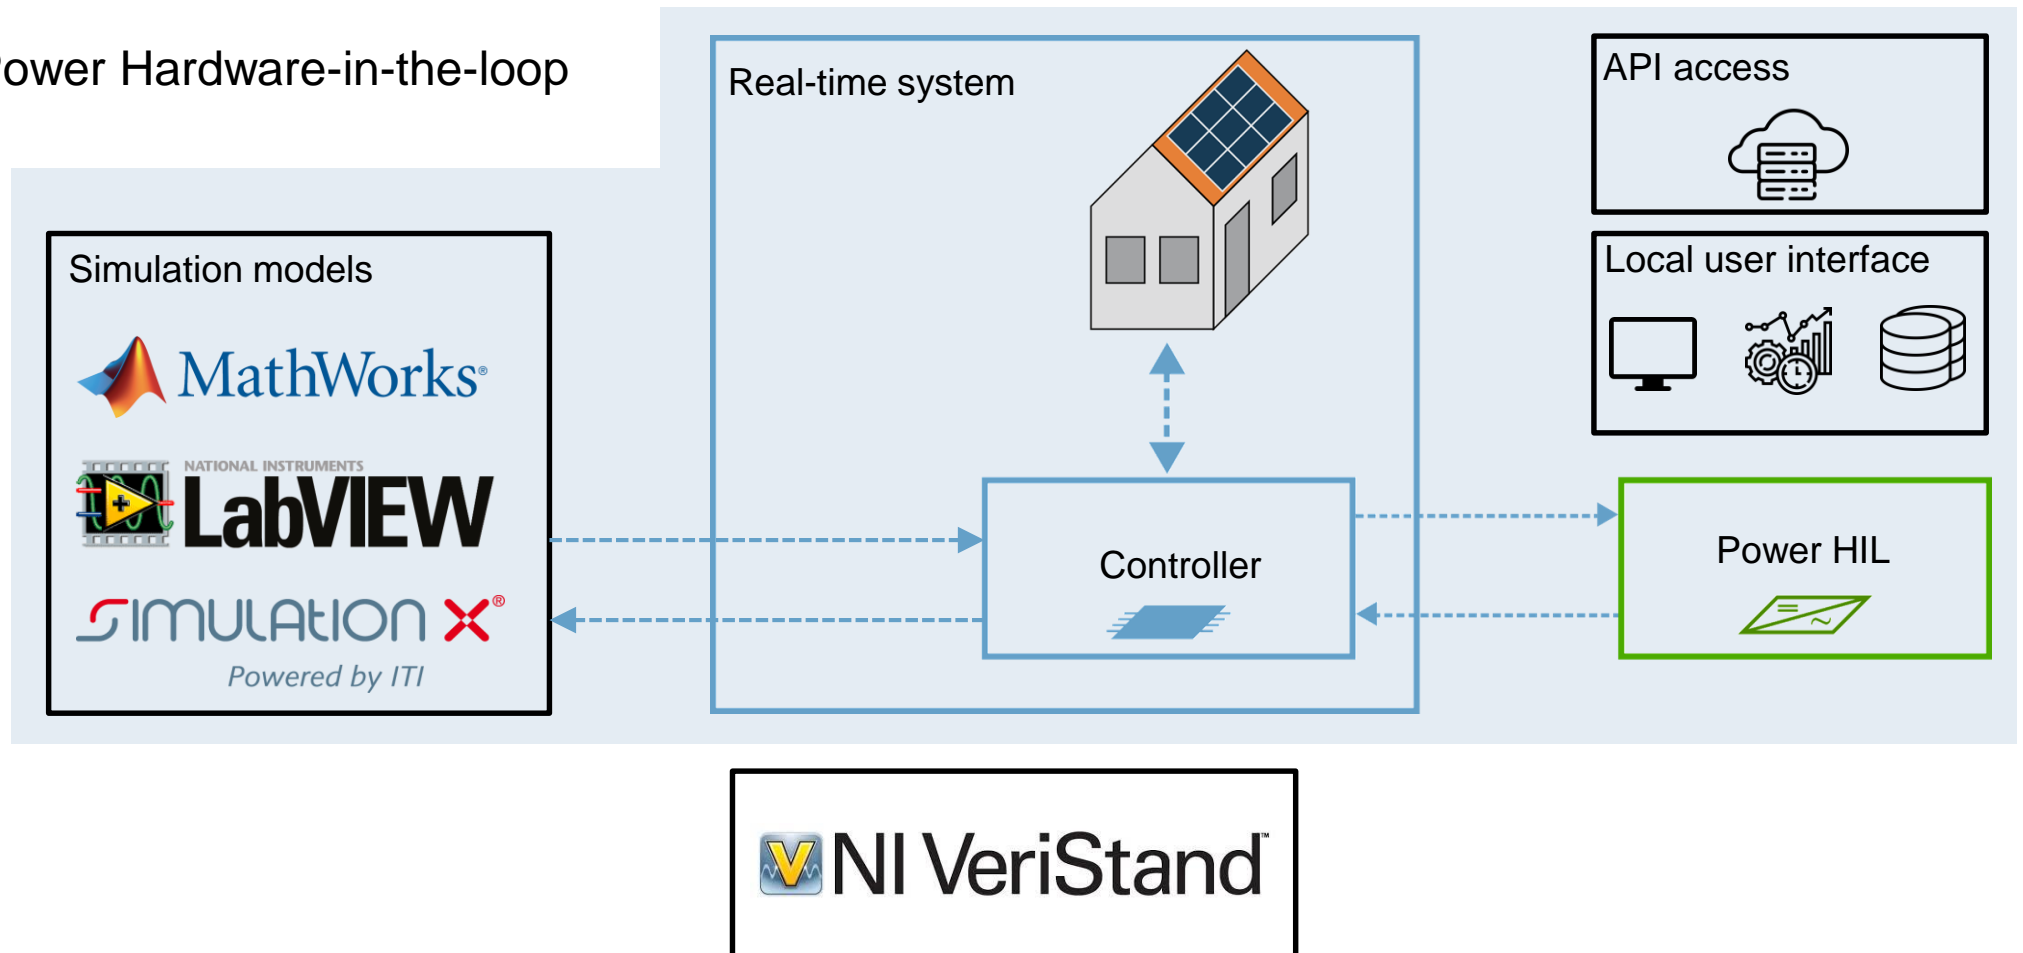 ower Hardware-in-the-loop
Real-time system
API access
Local user interface
Simulation models
MathWorks®
NATIONAL INSTRUMENTS
LabVIEW
SIMULATION X®
Powered by ITI
Controller
Power HIL
NI VeriStand™